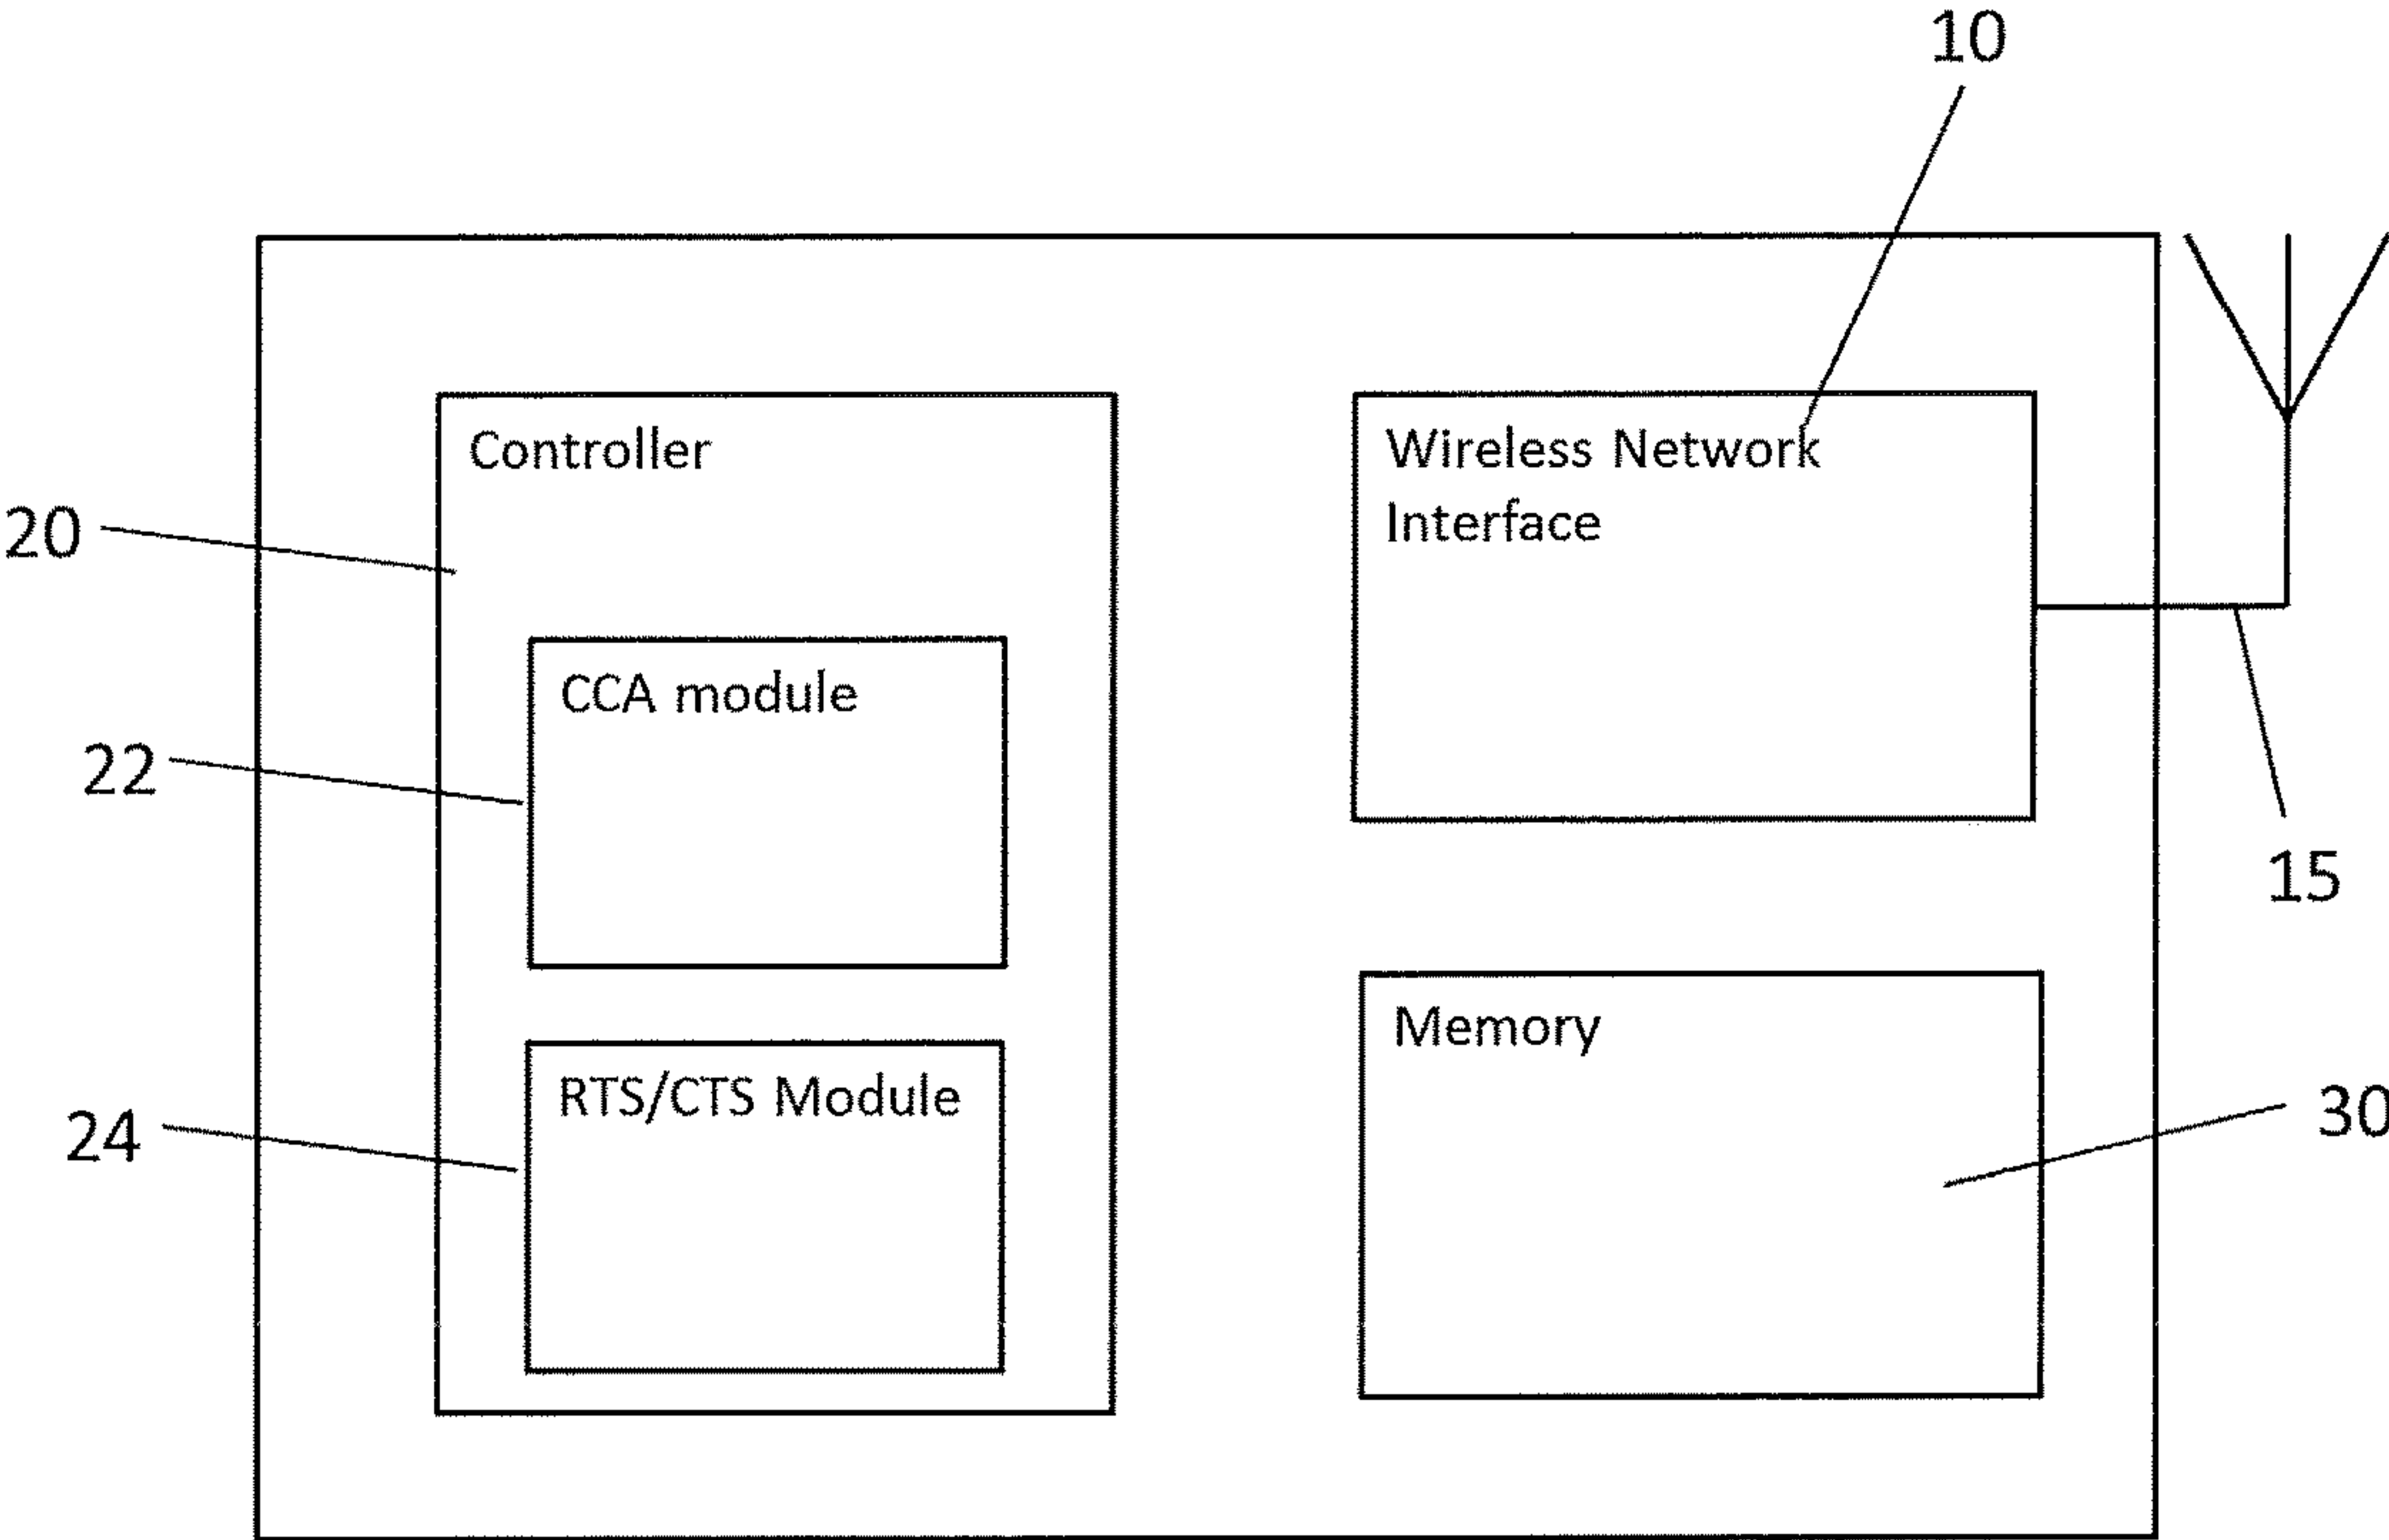 10
Controller
Wireless Network
Interface
20
CCA module
22
15
Memory
RTS/CTS Module
24
30